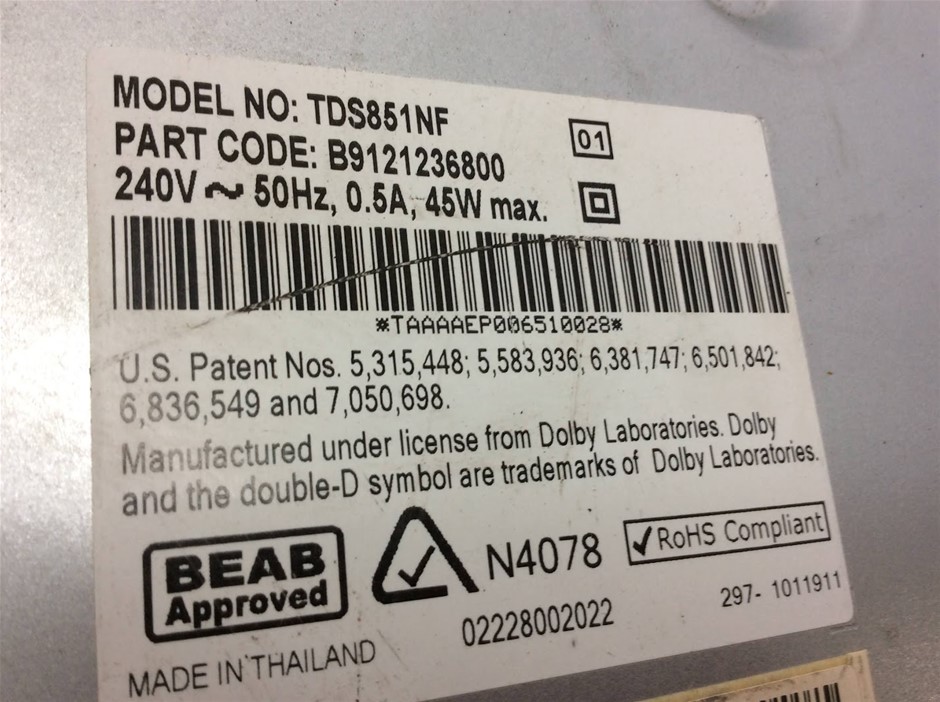 MODEL NO: TDS851NF
01
PART CODE: B9121236800
240V ~ 50Hz, 0.5A, 45W max.
*TAAAAEP006510028*
U.S. Patent Nos. 5,315,448; 5,583,936; 6,381,747; 6,501,842;
6,836,549 and 7,050,698.
Manufactured under license from Dolby Laboratories. Dolby
and the double-D symbol are trademarks of Dolby Laboratories.
BEAB
Approved
N4078
✓RoHS Compliant
02228002022
297- 1011911
MADE IN THAILAND